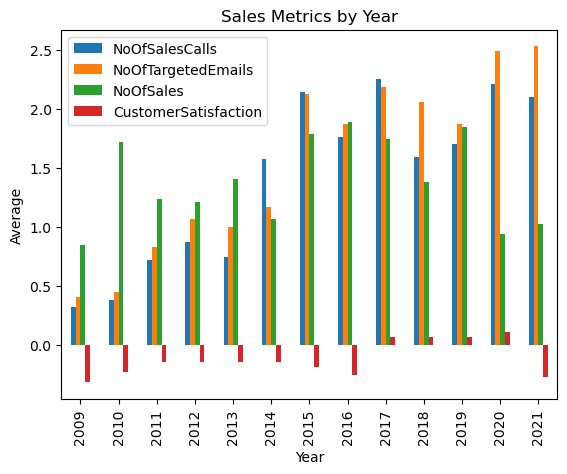 Sales Metrics by Year
NoOfSalesCalls
NoOfTargetedEmails
NoOfSales
CustomerSatisfaction
2.5
2.0
1.5
1.0
0.5
0.0
Average
2009 2010 2011 2012 2013 2014 2015 2016 2017 2018 2019 2020 2021
Year